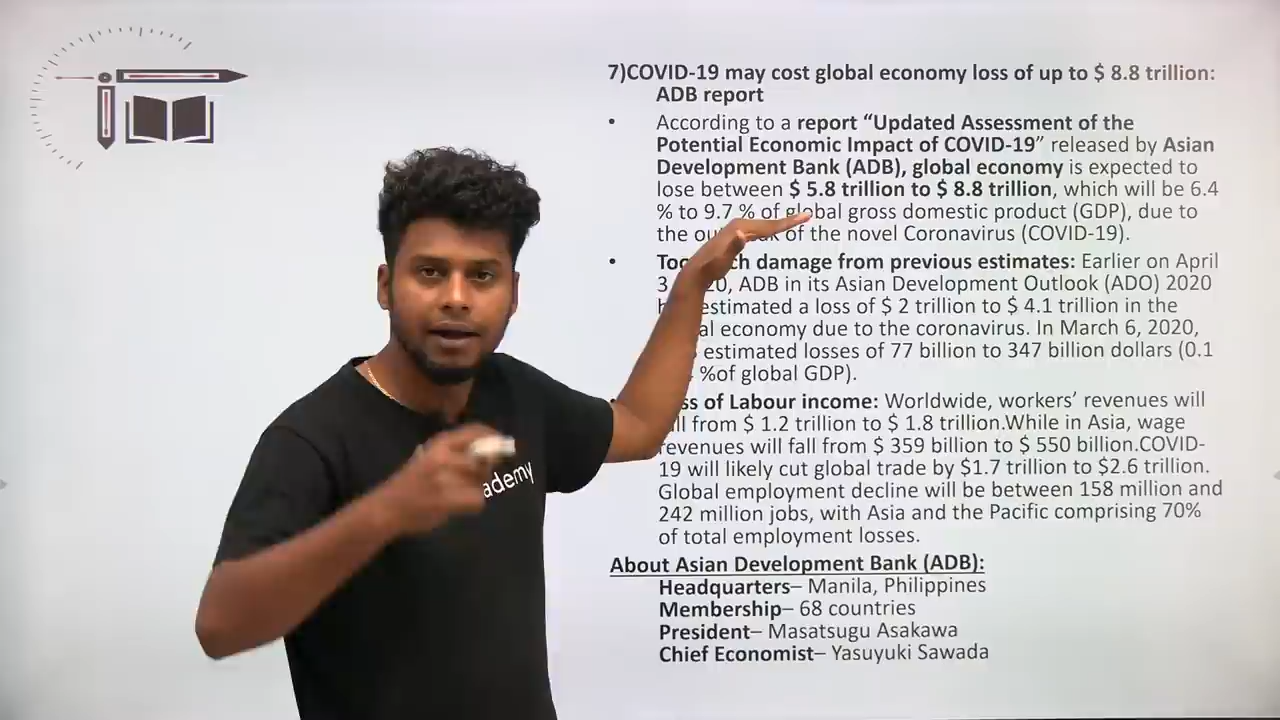 7)COVID-19 may cost global economy loss of up to $ 8.8 trillion:
ADB report
• According to a report “Updated Assessment of the
Potential Economic Impact of COVID-19” released by Asian
Development Bank (ADB), global economy is expected to
lose between $ 5.8 trillion to $ 8.8 trillion, which will be 6.4
% to 9.7 % of global gross domestic product (GDP), due to
the of the novel Coronavirus (COVID-19).
• damage from previous estimates: Earlier on April
3 ADB in its Asian Development Outlook (ADO) 2020
estimated a loss of $ 2 trillion to $ 4.1 trillion in the
economy due to the coronavirus. In March 6, 2020,
estimated losses of 77 billion to 347 billion dollars (0.1
%of global GDP).
of Labour income: Worldwide, workers’ revenues will
from $ 1.2 trillion to $ 1.8 trillion.While in Asia, wage
revenues will fall from $ 359 billion to $ 550 billion.COVID-
19 will likely cut global trade by $1.7 trillion to $2.6 trillion.
Global employment decline will be between 158 million and
242 million jobs, with Asia and the Pacific comprising 70%
of total employment losses.
About Asian Development Bank (ADB):
Headquarters– Manila, Philippines
Membership– 68 countries
President– Masatsugu Asakawa
Chief Economist– Yasuyuki Sawada
ademy